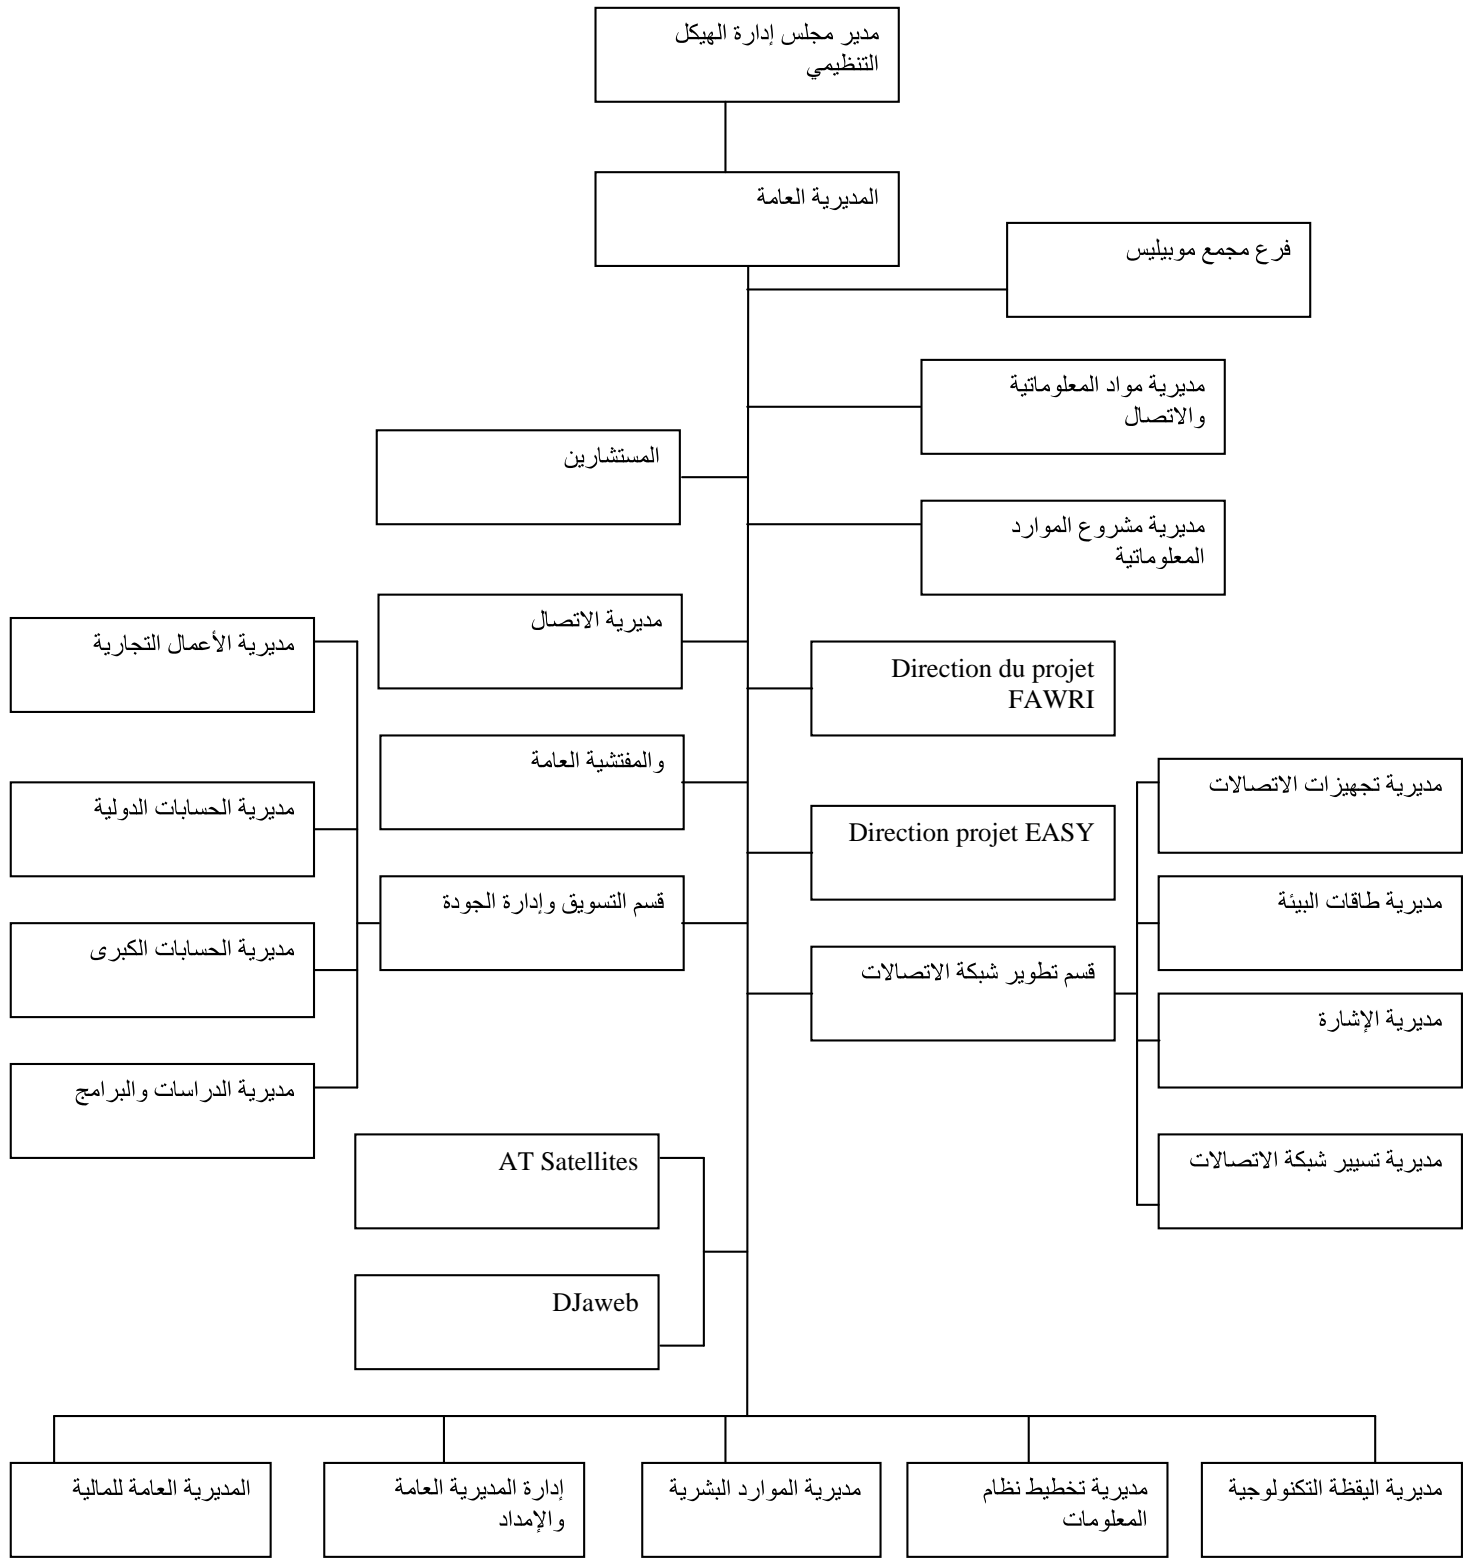 مدير مجلس إدارة الهيكل
التنظيمي
المديرية العامة
فرع مجمع موبيليس
مديرية مواد المعلوماتية
والاتصال
المستشارين
مديرية مشروع الموارد
المعلوماتية
مديرية الاتصال
مديرية الأعمال التجارية
Direction du projet
FAWRI
والمفتشية العامة
مديرية تجهيزات الاتصالات
مديرية الحسابات الدولية
Direction projet EASY
مديرية طاقات البيئة
قسم التسويق وإدارة الجودة
مديرية الحسابات الكبرى
قسم تطوير شبكة الاتصالات
مديرية الإشارة
مديرية الدراسات والبرامج
AT Satellites
مديرية تسيير شبكة الاتصالات
DJaweb
مديرية اليقظة التكنولوجية
مديرية تخطيط نظام
المعلومات
مديرية الموارد البشرية
إدارة المديرية العامة
والإمداد
المديرية العامة للمالية